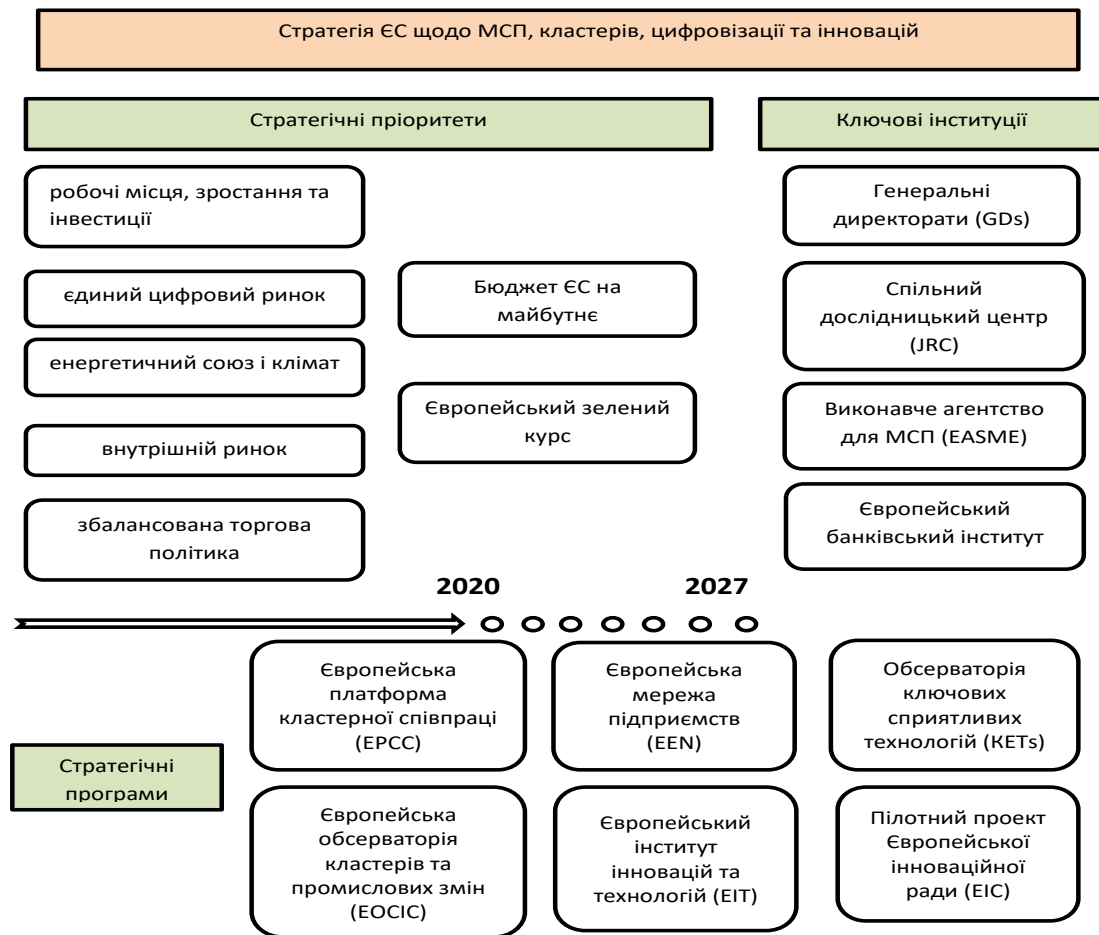 Стратегія ЄС щодо МСП, кластерів, цифровізації та інновацій
Стратегічні пріоритети
Ключові інституції
робочі місця, зростання та
інвестиції
єдиний цифровий ринок
енергетичний союз і клімат
внутрішній ринок
збалансована торгова
політика
Бюджет ЄС на
майбутнє
Європейський зелений
курс
Генеральні
директорати (GDs)
Спільний
дослідницький центр
(JRC)
Виконавче агентство
для МСП (EASME)
Європейський
банківський інститут
2020
2027
Стратегічні
програми
Європейська
платформа
кластерної співпраці
(EPCC)
Європейська
мережа
підприємств
(EEN)
Обсерваторія
ключових
сприятливих
технологій (KETs)
Європейська
обсерваторія
кластерів та
промислових змін
(EOCIC)
Європейський
інститут
інновацій та
технологій (EIT)
Пілотний проект
Європейської
інноваційної
ради (EIC)